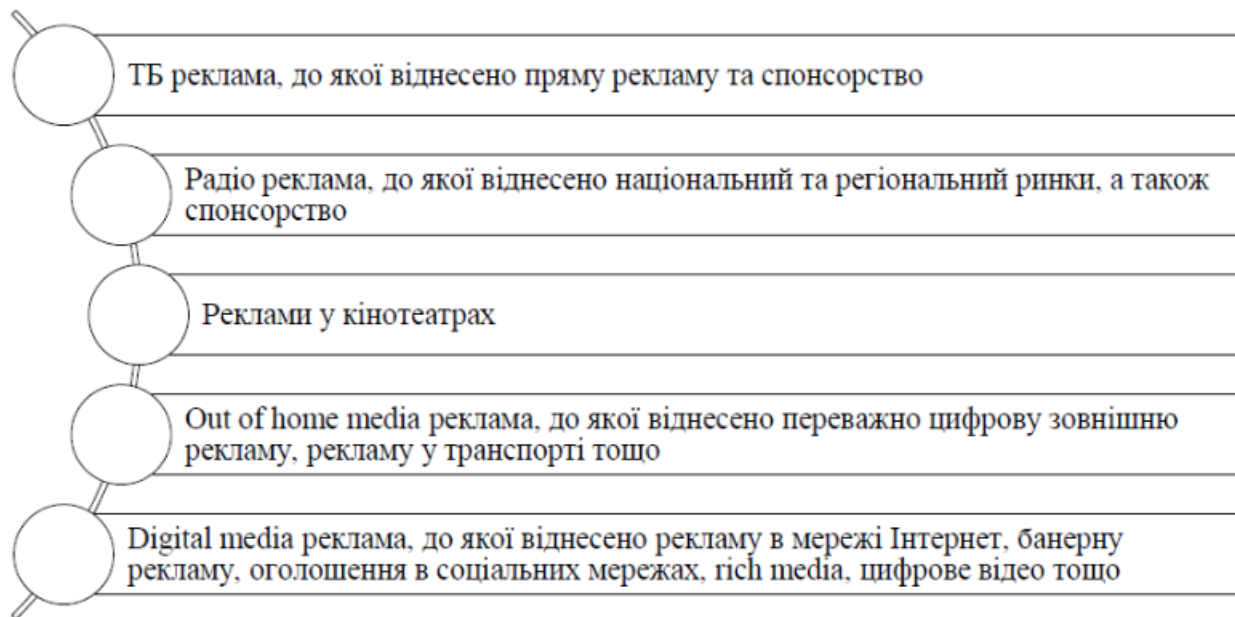 ТБ реклама, до якої віднесено пряму рекламу та спонсорство
Радіо реклама, до якої віднесено національний та регіональний ринки, а також
спонсорство
Реклами у кінотеатрах
Out of home media реклама, до якої віднесено переважно цифрову зовнішню
рекламу, рекламу у транспорті тощо
Digital media реклама, до якої віднесено рекламу в мережі Інтернет, банерну
рекламу, оголошення в соціальних мережах, rich media, цифрове відео тощо